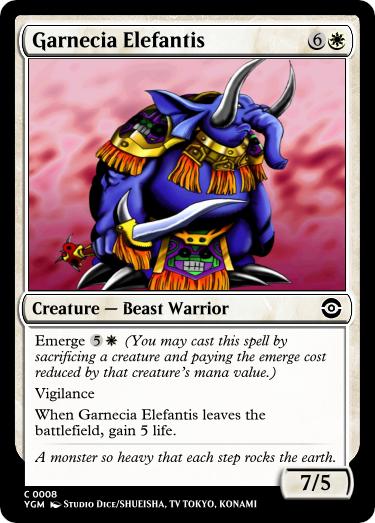 Garnecia Elefantis 6
Creature — Beast Warrior
Emerge 5 (You may cast this spell by
sacrificing a creature and paying the emerge cost
reduced by that creature's mana value.)
Vigilance
When Garnecia Elefantis leaves the
battlefield, gain 5 life.
A monster so heavy that each step rocks the earth.
7/5
C 0008
YGM STUDIO DICE/SHUEISHA, TV TOKYO, KONAMI